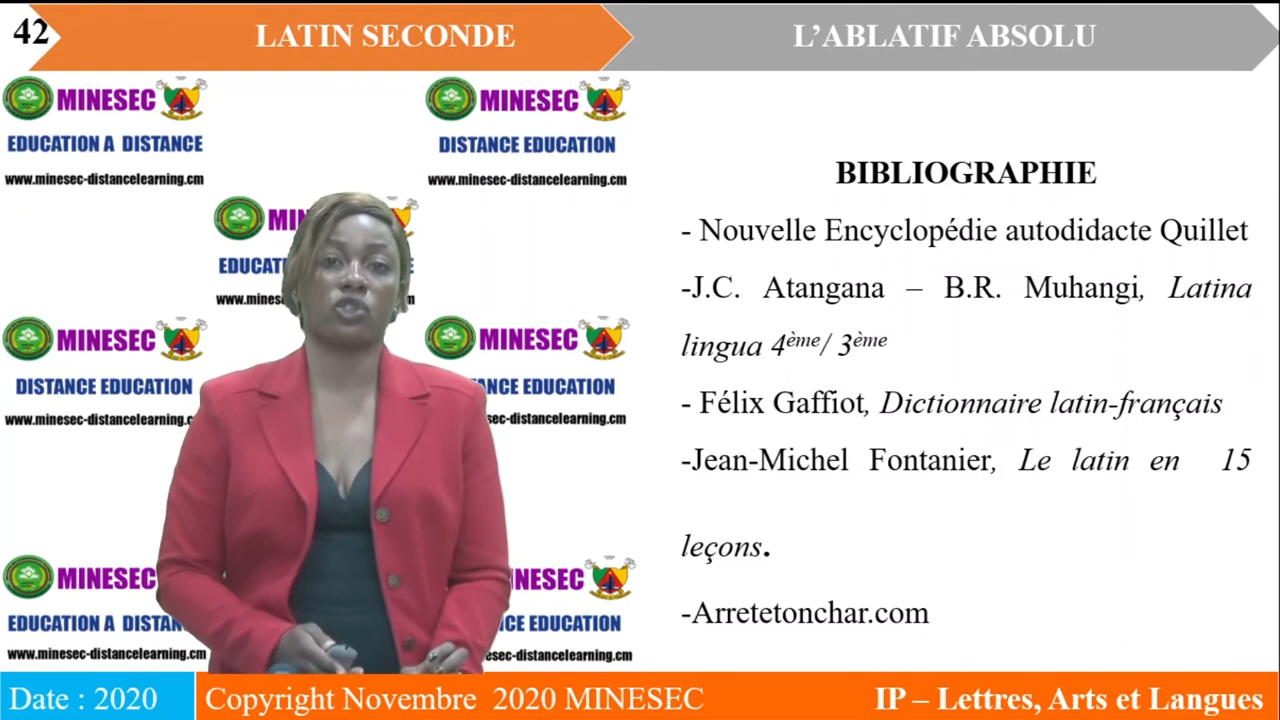 42
LATIN SECONDE
L'ABLATIF ABSOLU
MINESEC
EDUCATION A DISTANCE
www.minesec-distancelearning.cm
MINESEC
DISTANCE EDUCATION
www.minesec-distancelearning.cm
MINESEC
DISTANCE EDUCATION
www.minesec-distancelearning.c
MINESEC
MINESEC
EDUCATION A DISTAN
www.minesec-distancelearning.cm
BIBLIOGRAPHIE
- Nouvelle Encyclopédie autodidacte Quillet
-J.C. Atangana – B.R. Muhangi, Latina
lingua 4ème/ 3ème
- Félix Gaffiot, Dictionnaire latin-français
-Jean-Michel Fontanier, Le latin en 15
leçons.
-Arretetonchar.com
Date : 2020
Copyright Novembre 2020 MINESEC
IP – Lettres, Arts et Langues